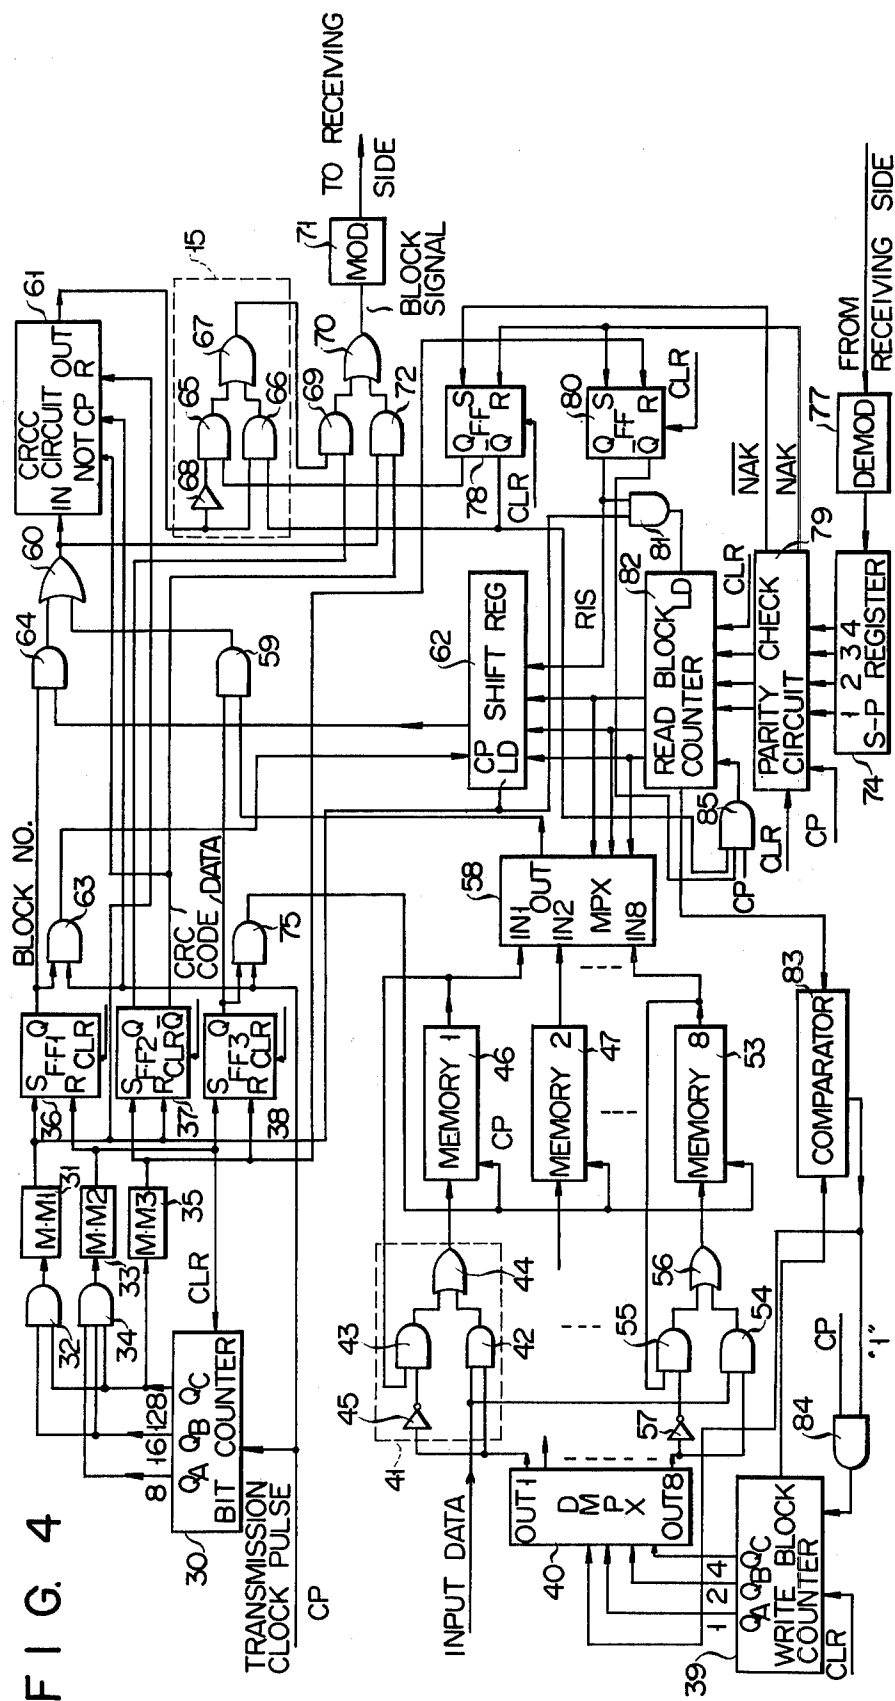 FIG. 4
TO RECEIVING
SIDE
BLOCK
SIGNAL
MOD
71
15
61
CRCC
CIRCUIT
IN OUT
NOT CP R
60
64
59
65
66
67
68
69
70
72
BLOCK NO.
63
CRC
CODE
DATA
75
S Q
FF1
R CLR
36
S Q
FF2
R CLR Q̅
37
S Q
FF3
R CLR
38
M·M1
31
M·M2
33
M·M3
35
32
34
CLR
8 16 128
QA QB QC
BIT COUNTER
30
TRANSMISSION
CLOCK PULSE
CP
62
CP SHIFT REG
LD
RIS
78
Q S
FF
Q̅ R
CLR
80
Q S
FF
Q̅ R
CLR
81
82
READ BLOCK
COUNTER
LD
CLR
85
CP
58
IN1 OUT
IN2
MPX
IN8
MEMORY 1
46
CP
MEMORY 2
47
MEMORY 8
53
41
42
43
44
45
54
55
56
57
INPUT DATA
40
OUT1
DMPX
OUT8
1 2 4
QA QB QC
WRITE BLOCK
COUNTER
39
CLR
84
CP
"1"
83
COMPARATOR
NAK̅
NAK
79
PARITY CHECK
CIRCUIT
CLR
CP
1 2 3 4
S-P REGISTER
74
77
DEMOD
FROM
RECEIVING SIDE